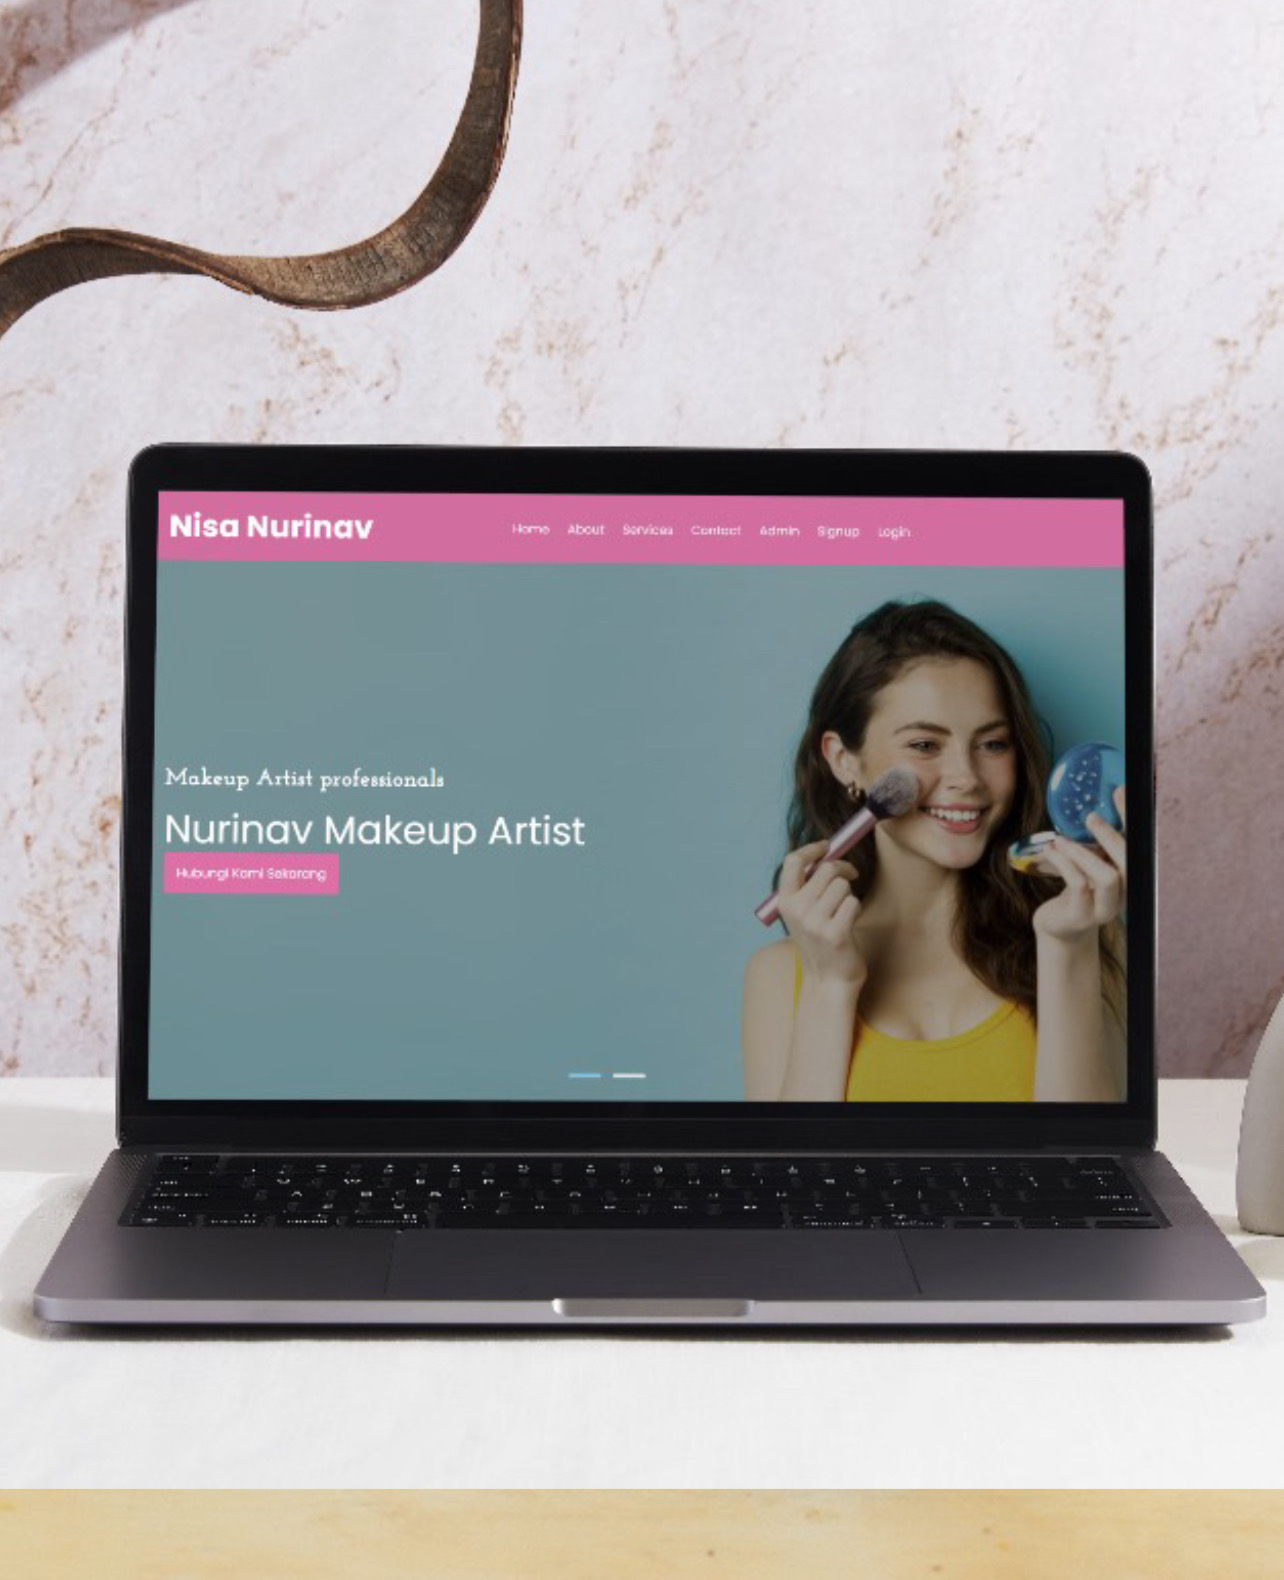 Nisa Nurinav
Home About Services Contact Admin Signup Login
Makeup Artist professionals
Nurinav Makeup Artist
Hubungi Kami Sekarang